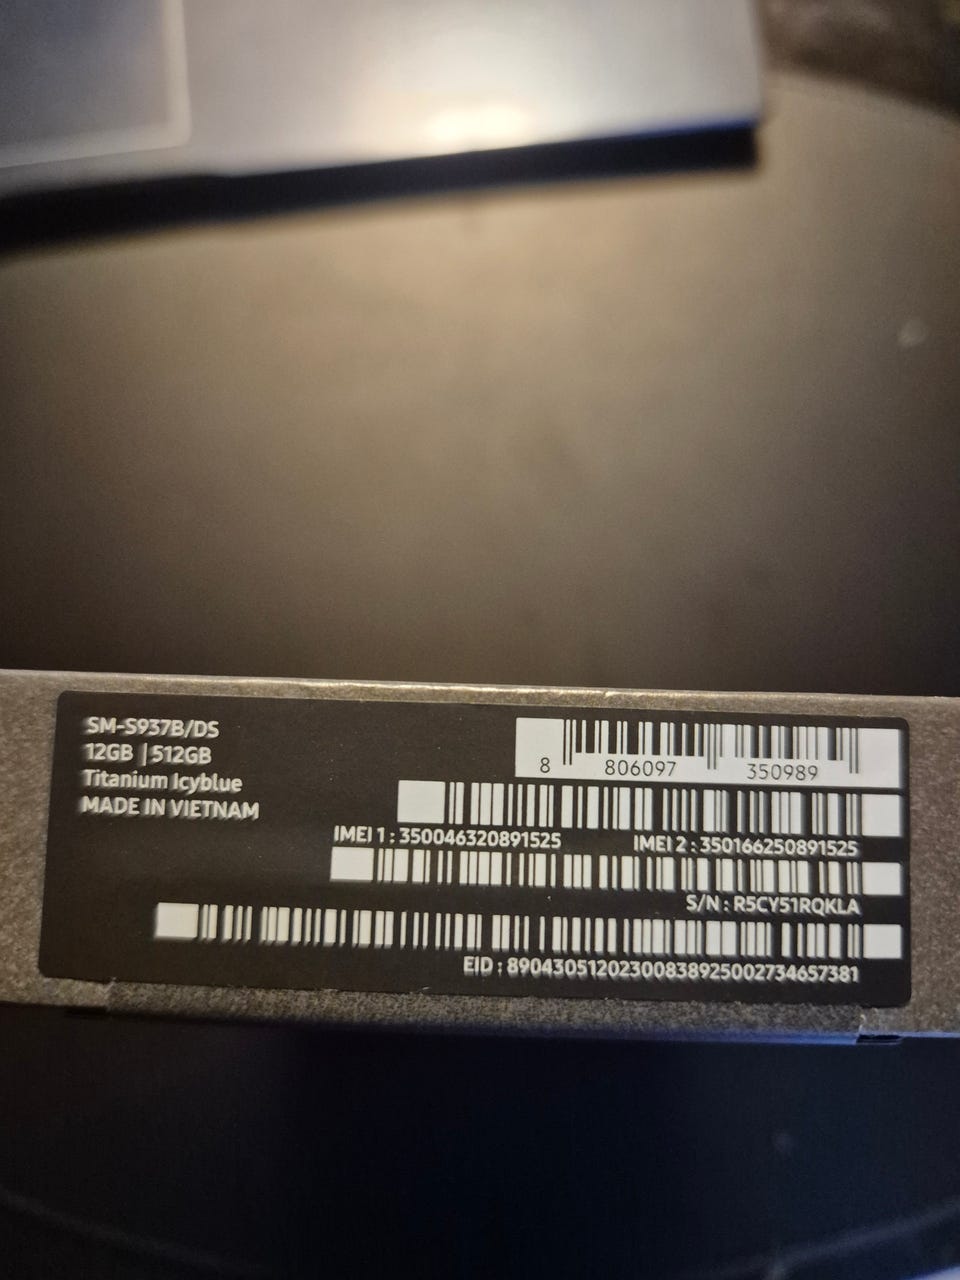 SM-S937B/DS
12GB | 512GB
Titanium Icyblue
MADE IN VIETNAM
8 806097 350989
IMEI 1 : 350046320891525 IMEI 2 : 350166250891525
S/N : R5CY51RQKLA
EID : 89043051202300838925002734657381